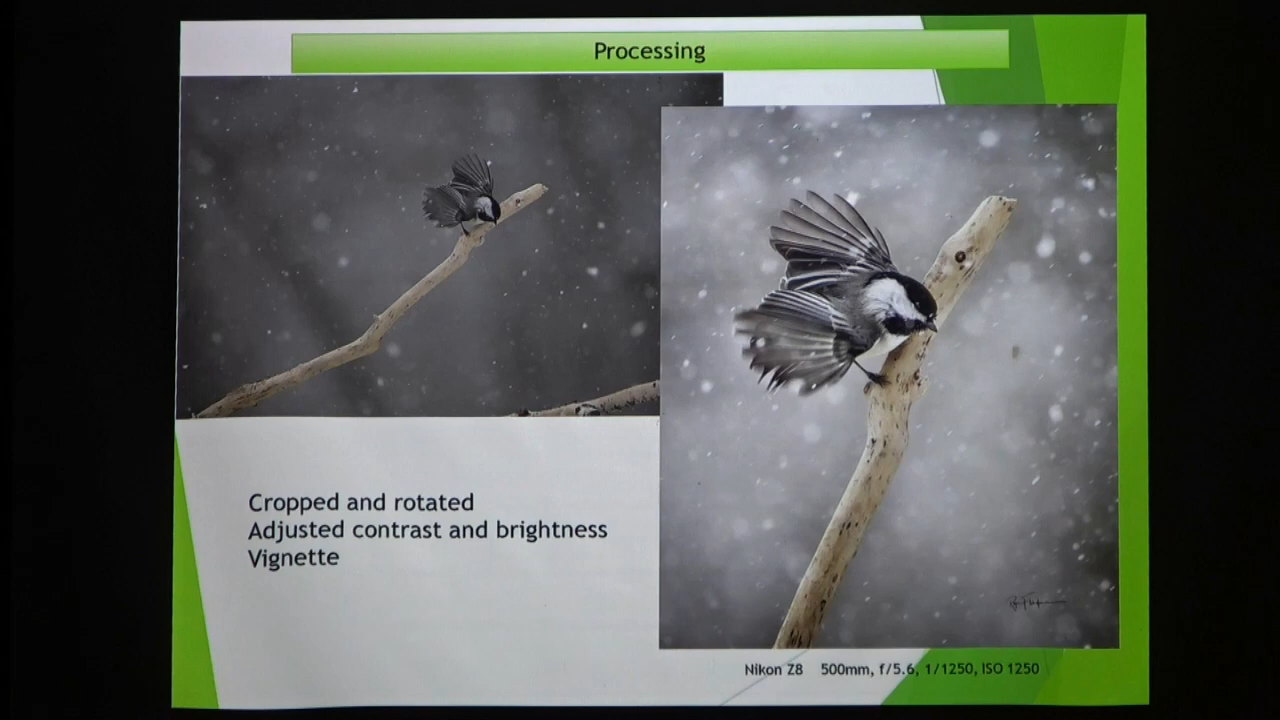 Processing
Cropped and rotated
Adjusted contrast and brightness
Vignette
Nikon Z8 500mm, f/5.6, 1/1250, ISO 1250